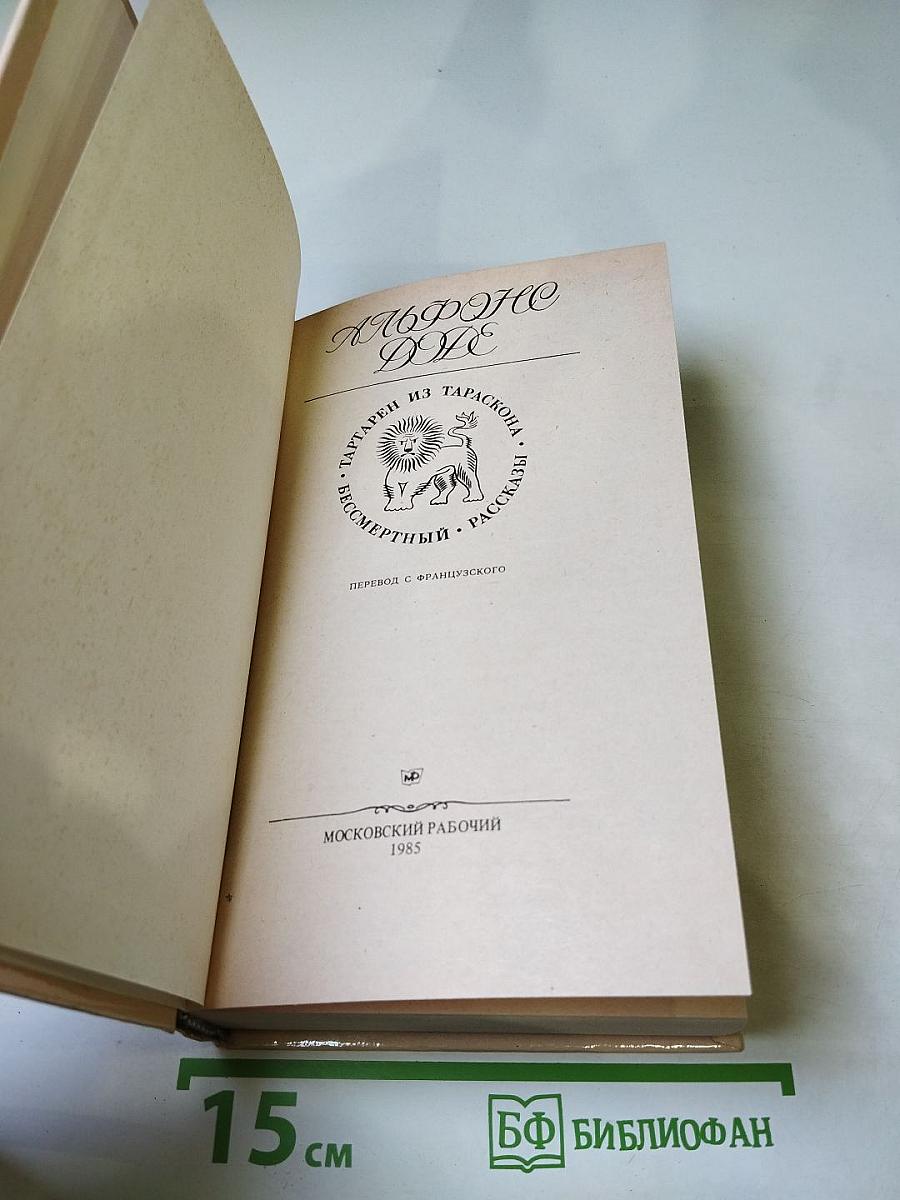 АЛЬФОНС
ДОДЕ
• ТАРТАРЕН ИЗ ТАРАСКОНА •
БЕССМЕРТНЫЙ • РАССКАЗЫ
ПЕРЕВОД С ФРАНЦУЗСКОГО
МР
МОСКОВСКИЙ РАБОЧИЙ
1985
15 см
БФ БИБЛИОФАН